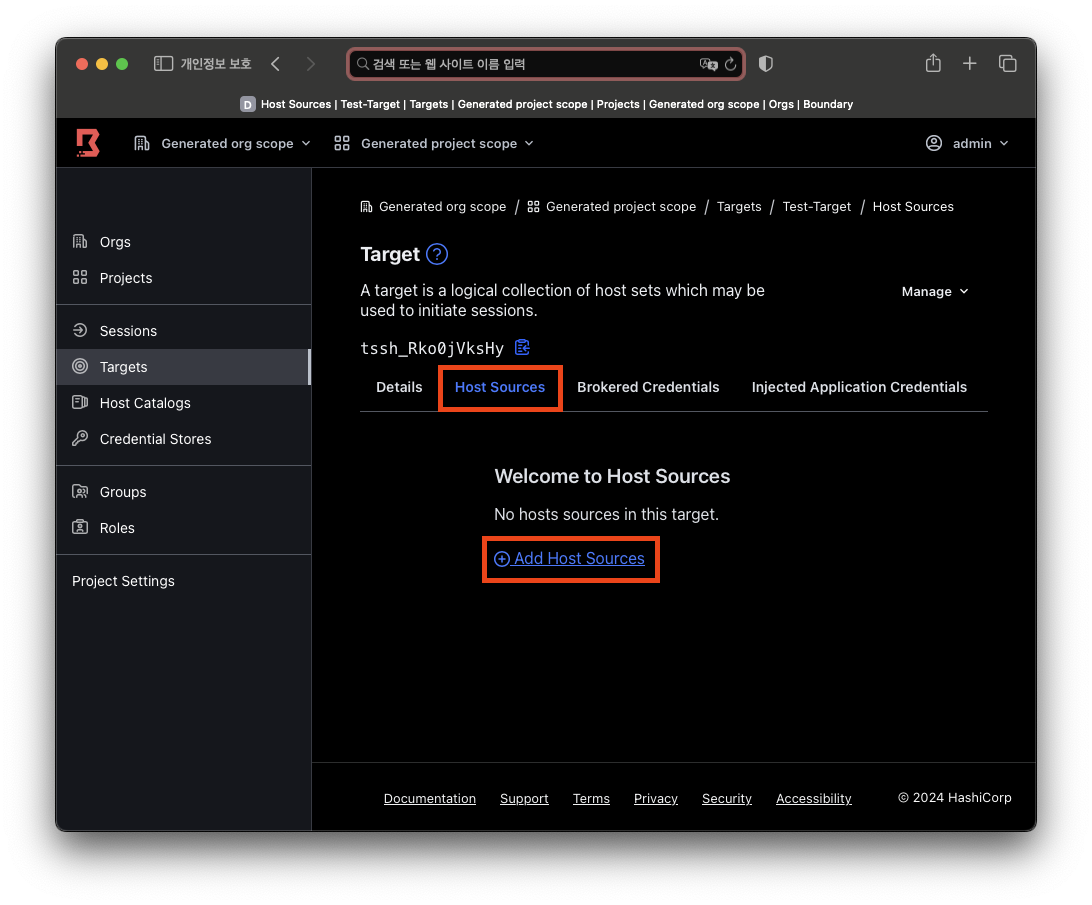 개인정보 보호
검색 또는 웹 사이트 이름 입력
D Host Sources | Test-Target | Targets | Generated project scope | Projects | Generated org scope | Orgs | Boundary
Generated org scope
Generated project scope
admin
Orgs
Projects
Sessions
Targets
Host Catalogs
Credential Stores
Groups
Roles
Project Settings
Generated org scope / Generated project scope / Targets / Test-Target / Host Sources
Target ?
A target is a logical collection of host sets which may be
used to initiate sessions.
Manage
tssh_Rko0jVksHy
Details
Host Sources
Brokered Credentials
Injected Application Credentials
Welcome to Host Sources
No hosts sources in this target.
Add Host Sources
Documentation
Support
Terms
Privacy
Security
Accessibility
© 2024 HashiCorp